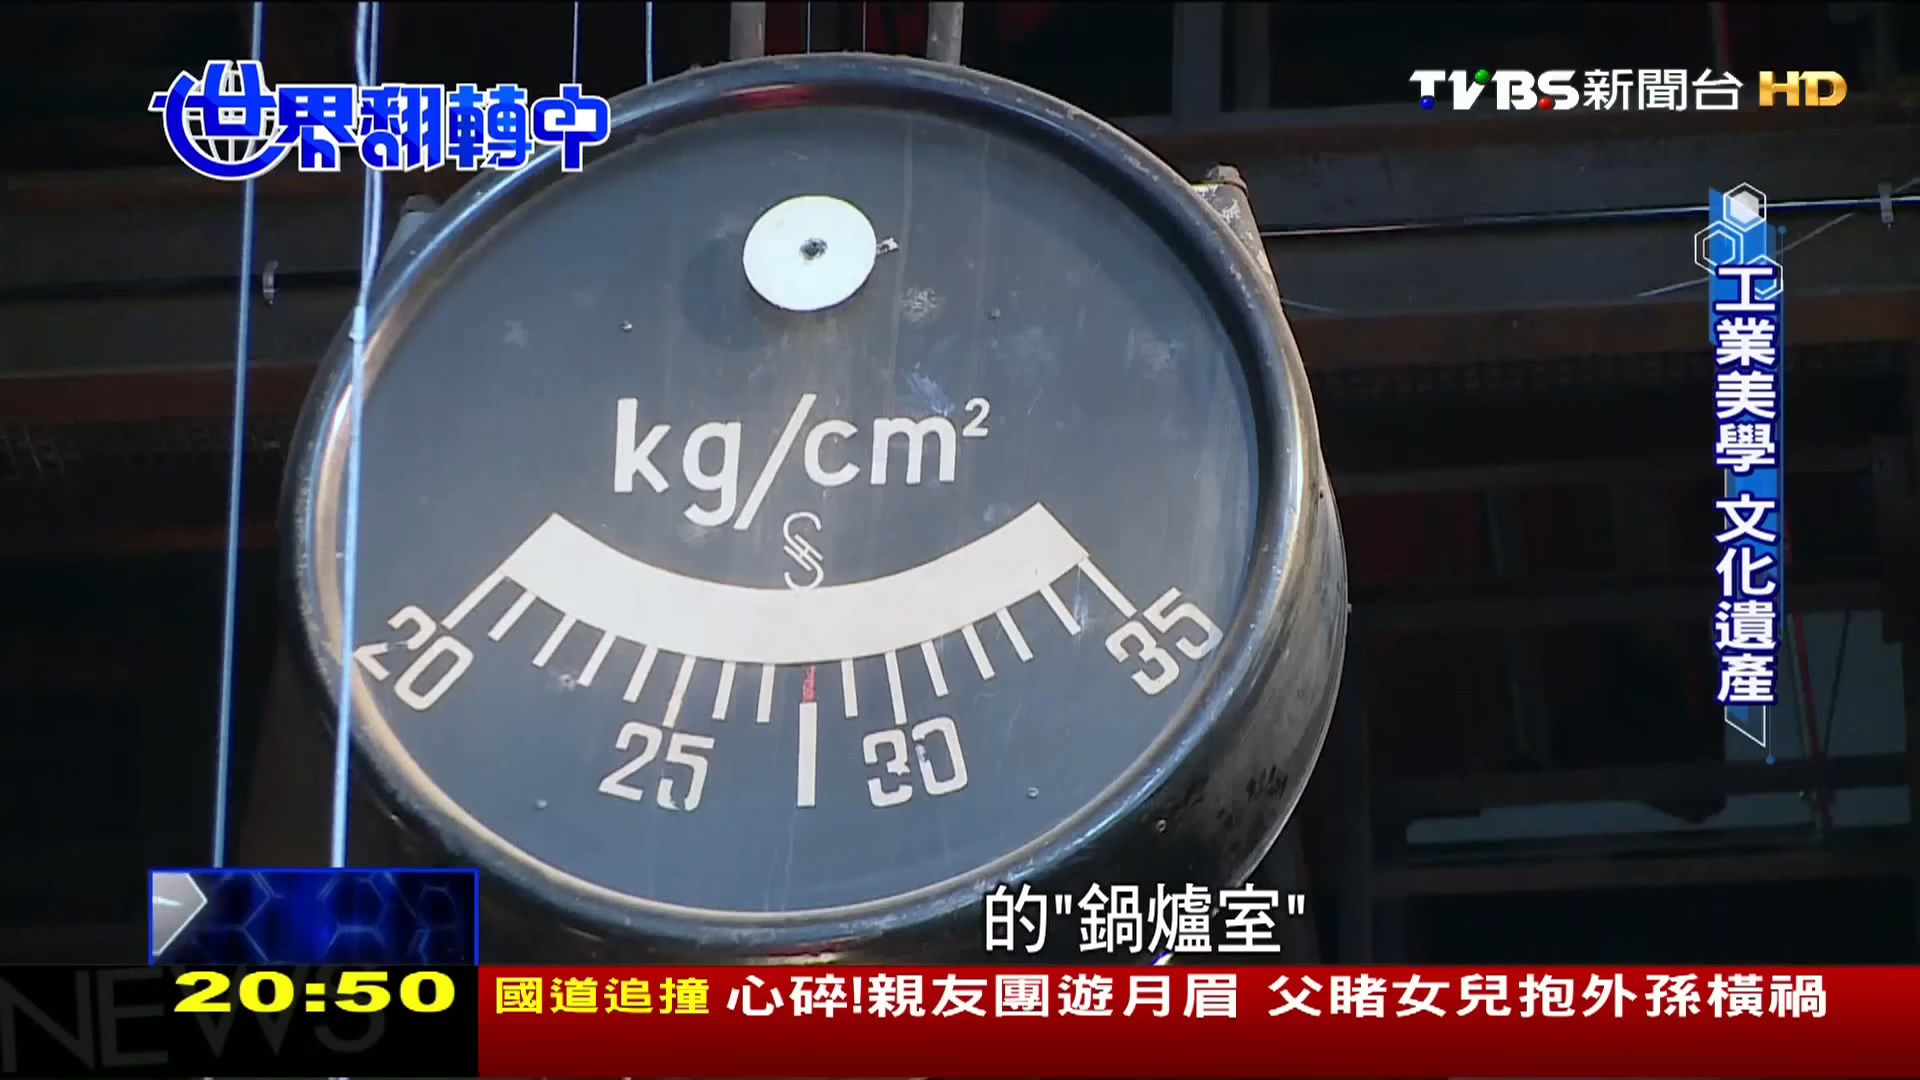 世界翻轉中
TVBS新聞台 HD
工業美學 文化遺產
kg/cm²
20
25
30
35
的"鍋爐室"
20:50
NEWS
國道追撞 心碎!親友團遊月眉 父睹女兒抱外孫橫禍